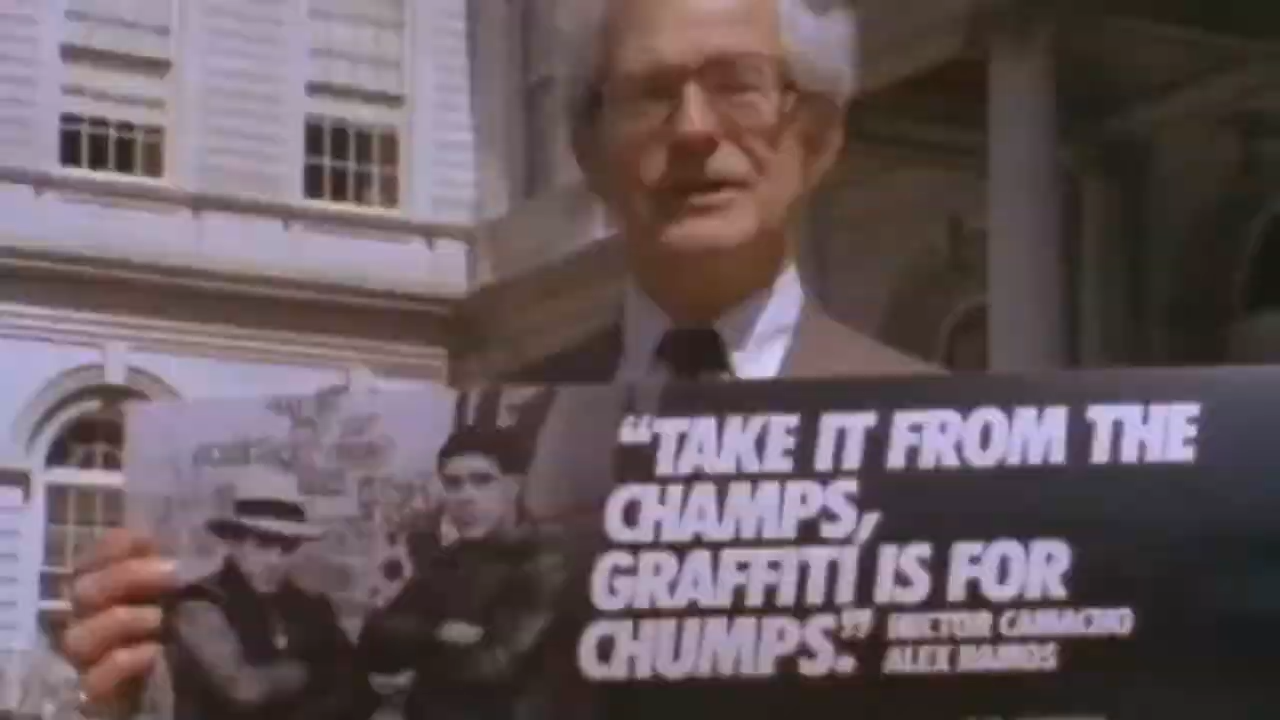 “TAKE IT FROM THE
CHAMPS,
GRAFFITI IS FOR
CHUMPS.” HECTOR CAMACHO
ALEX RAMOS